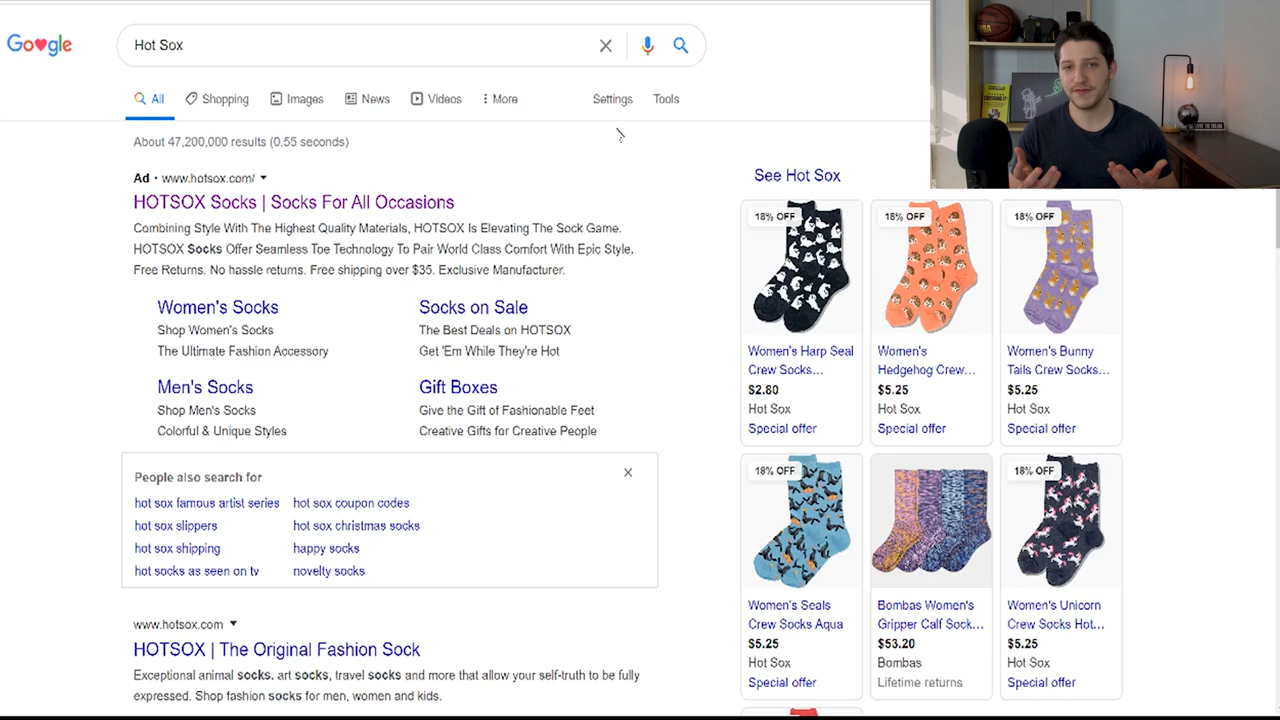 Google
Hot Sox
All
Shopping
Images
News
Videos
More
Settings
Tools
About 47,200,000 results (0.55 seconds)
Ad · www.hotsox.com/
HOTSOX Socks | Socks For All Occasions
Combining Style With The Highest Quality Materials, HOTSOX Is Elevating The Sock Game.
HOTSOX Socks Offer Seamless Toe Technology To Pair World Class Comfort With Epic Style.
Free Returns. No hassle returns. Free shipping over $35. Exclusive Manufacturer.
Women's Socks
Shop Women's Socks
The Ultimate Fashion Accessory
Socks on Sale
The Best Deals on HOTSOX
Get 'Em While They're Hot
Men's Socks
Shop Men's Socks
Colorful & Unique Styles
Gift Boxes
Give the Gift of Fashionable Feet
Creative Gifts for Creative People
People also search for
hot sox famous artist series
hot sox slippers
hot sox shipping
hot socks as seen on tv
hot sox coupon codes
hot sox christmas socks
happy socks
novelty socks
www.hotsox.com
HOTSOX | The Original Fashion Sock
Exceptional animal socks, art socks, travel socks and more that allow your self-truth to be fully
expressed. Shop fashion socks for men, women and kids.
See Hot Sox
18% OFF
Women's Harp Seal
Crew Socks...
$2.80
Hot Sox
Special offer
18% OFF
Women's
Hedgehog Crew...
$5.25
Hot Sox
Special offer
18% OFF
Women's Bunny
Tails Crew Socks...
$5.25
Hot Sox
Special offer
18% OFF
Women's Seals
Crew Socks Aqua
$5.25
Hot Sox
Special offer
Bombas Women's
Gripper Calf Sock...
$53.20
Bombas
Lifetime returns
18% OFF
Women's Unicorn
Crew Socks Hot...
$5.25
Hot Sox
Special offer